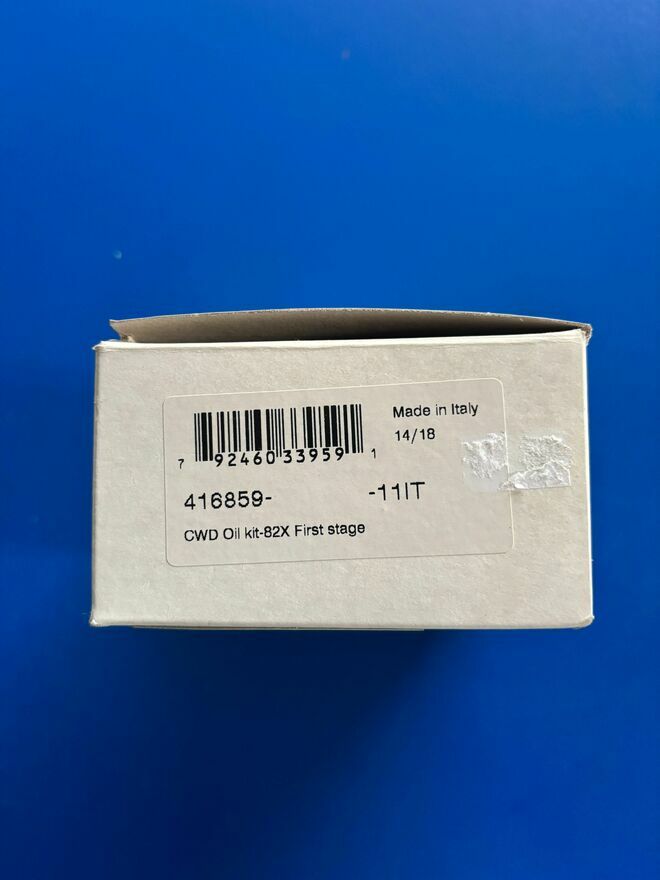 Made in Italy
14/18
7 92460 33959 1
416859- -11IT
CWD Oil kit-82X First stage